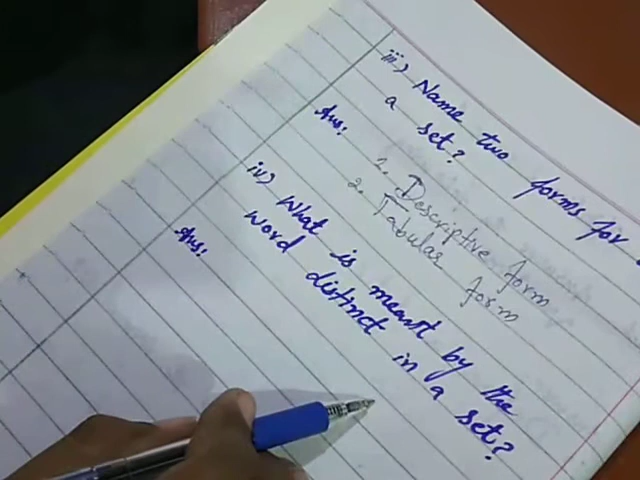 iii) Name two forms for
a set?
Ans:
1. Descriptive form
2. Tabular form
iv) What is meant by the
word distinct in a set?
Ans: